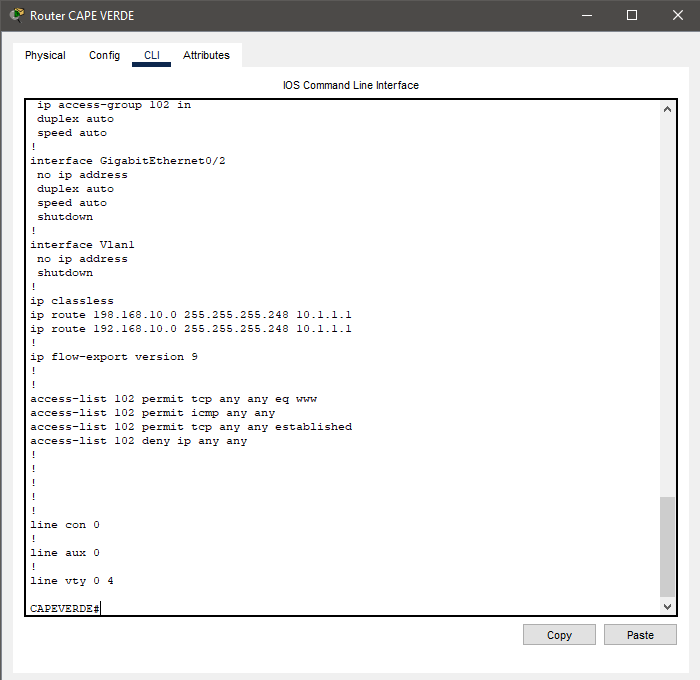 Router CAPE VERDE
Physical Config CLI Attributes
IOS Command Line Interface
ip access-group 102 in
duplex auto
speed auto
!
interface GigabitEthernet0/2
no ip address
duplex auto
speed auto
shutdown
!
interface Vlan1
no ip address
shutdown
!
ip classless
ip route 198.168.10.0 255.255.255.248 10.1.1.1
ip route 192.168.10.0 255.255.255.248 10.1.1.1
!
ip flow-export version 9
!
!
access-list 102 permit tcp any any eq www
access-list 102 permit icmp any any
access-list 102 permit tcp any any established
access-list 102 deny ip any any
!
!
!
!
!
line con 0
!
line aux 0
!
line vty 0 4
CAPEVERDE#
Copy Paste